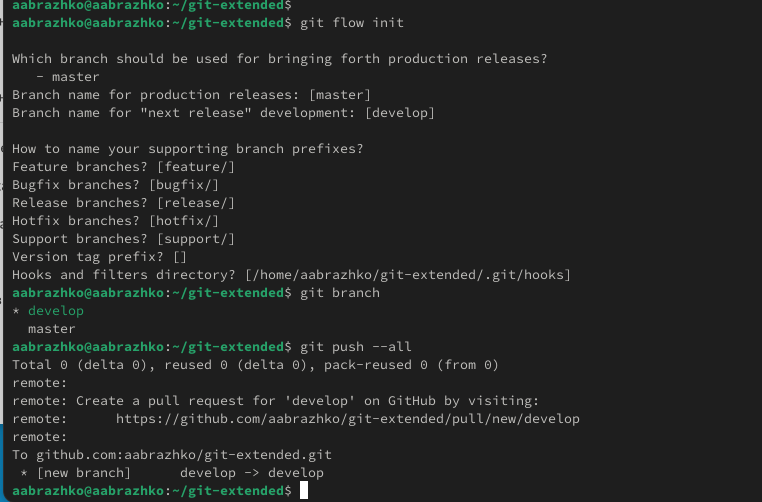 aabrazhko@aabrazhko:~/git-extended$
aabrazhko@aabrazhko:~/git-extended$ git flow init

Which branch should be used for bringing forth production releases?
   - master
Branch name for production releases: [master]
Branch name for "next release" development: [develop]

How to name your supporting branch prefixes?
Feature branches? [feature/]
Bugfix branches? [bugfix/]
Release branches? [release/]
Hotfix branches? [hotfix/]
Support branches? [support/]
Version tag prefix? []
Hooks and filters directory? [/home/aabrazhko/git-extended/.git/hooks]
aabrazhko@aabrazhko:~/git-extended$ git branch
* develop
  master
aabrazhko@aabrazhko:~/git-extended$ git push --all
Total 0 (delta 0), reused 0 (delta 0), pack-reused 0 (from 0)
remote:
remote: Create a pull request for 'develop' on GitHub by visiting:
remote:      https://github.com/aabrazhko/git-extended/pull/new/develop
remote:
To github.com:aabrazhko/git-extended.git
 * [new branch]      develop -> develop
aabrazhko@aabrazhko:~/git-extended$